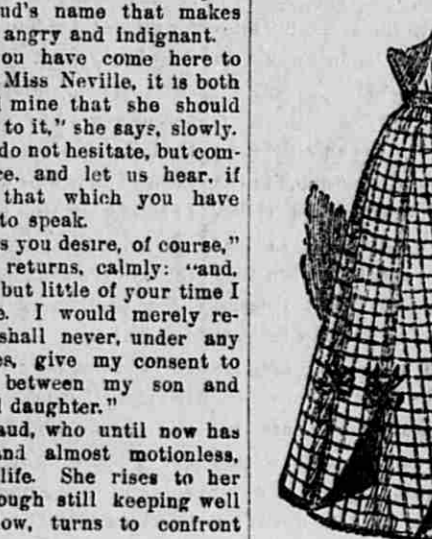 ud's name that makes
angry and indignant.
ou have come here to
Miss Neville, it is both
mine that she should
to it," she says, slowly.
do not hesitate, but com-
ce. and let us hear, if
that which you have
to speak.
s you desire, of course,"
returns, calmly: "and,
but little of your time I
e. I would merely re-
shall never, under any
es, give my consent to
between my son and
l daughter."
aud, who until now has
and almost motionless,
life. She rises to her
ough still keeping well
ow, turns to confront